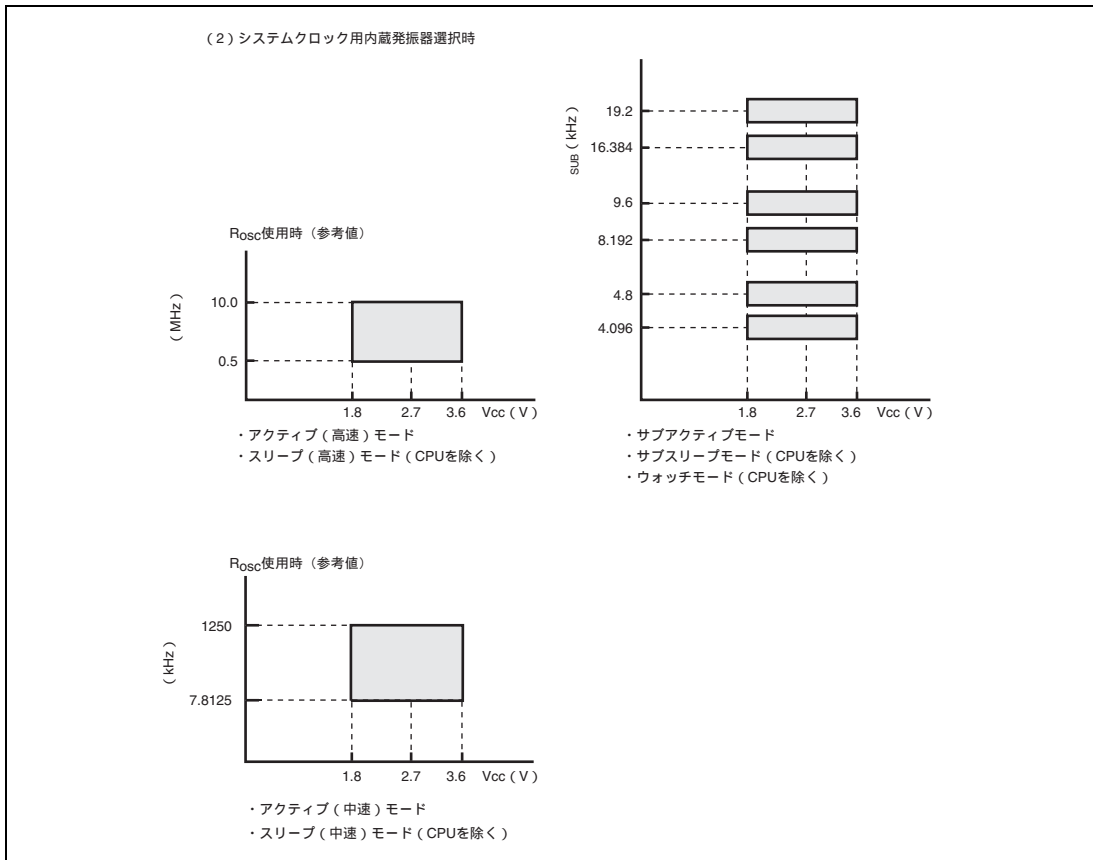 (2)システムクロック用内蔵発振器選択時
ROSC使用時(参考値)
(MHz)
10.0
0.5
1.8 2.7 3.6 Vcc(V)
・アクティブ(高速)モード
・スリープ(高速)モード(CPUを除く)
SUB(kHz)
19.2
16.384
9.6
8.192
4.8
4.096
1.8 2.7 3.6 Vcc(V)
・サブアクティブモード
・サブスリープモード(CPUを除く)
・ウォッチモード(CPUを除く)
ROSC使用時(参考値)
(kHz)
1250
7.8125
1.8 2.7 3.6 Vcc(V)
・アクティブ(中速)モード
・スリープ(中速)モード(CPUを除く)